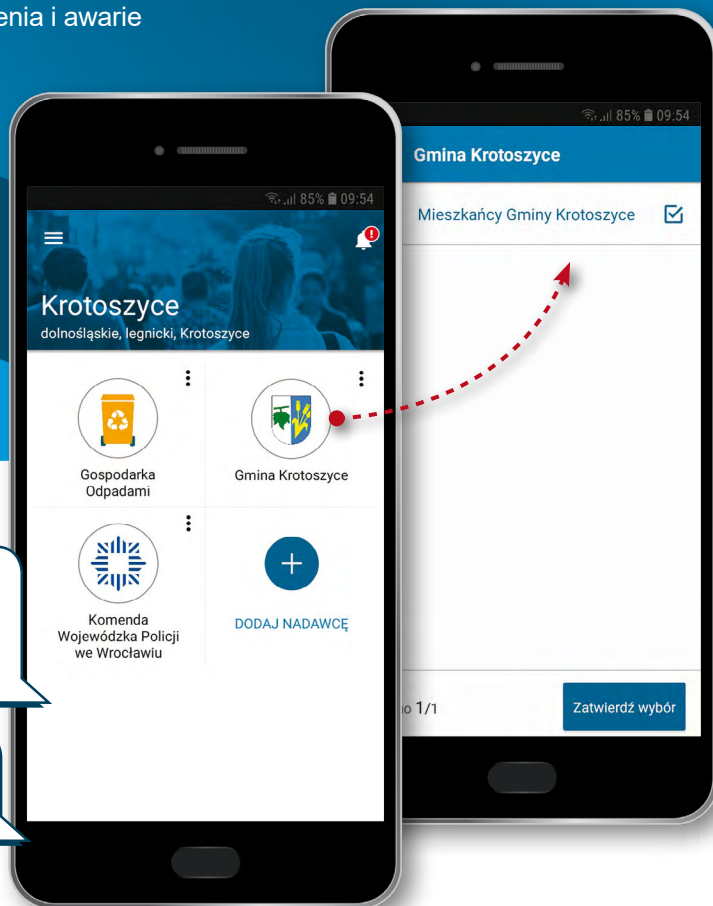 i awarie
85% 09:54
Gmina Krotoszyce
Mieszkańcy Gminy Krotoszyce
1/1
Zatwierdź wybór
85% 09:54
Krotoszyce
dolnośląskie, legnicki, Krotoszyce
Gospodarka
Odpadami
Gmina Krotoszyce
Komenda
Wojewódzka Policji
we Wrocławiu
DODAJ NADAWCĘ